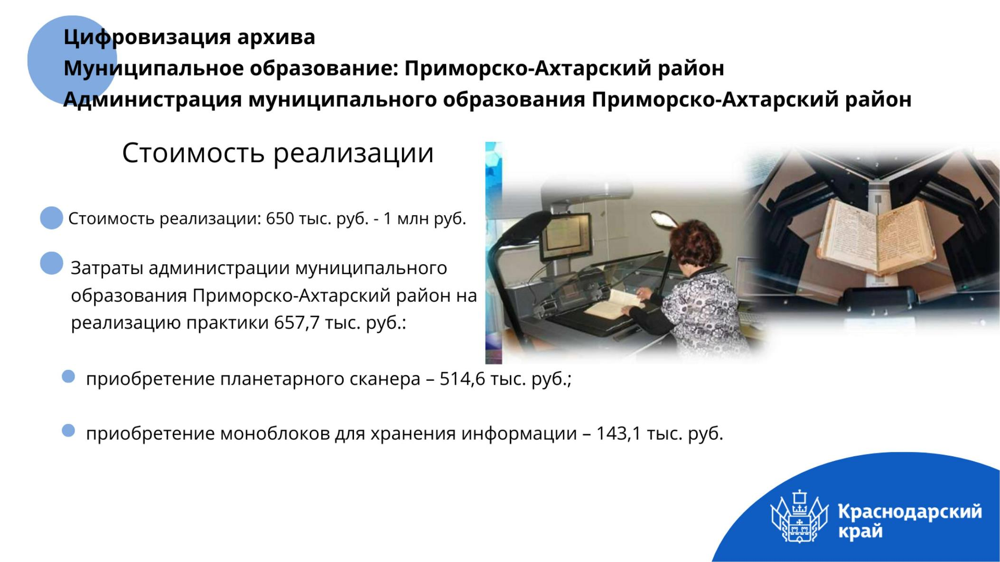 Цифровизация архива
Муниципальное образование: Приморско-Ахтарский район
Администрация муниципального образования Приморско-Ахтарский район
Стоимость реализации
Стоимость реализации: 650 тыс. руб. - 1 млн руб.
Затраты администрации муниципального
образования Приморско-Ахтарский район на
реализацию практики 657,7 тыс. руб.:
приобретение планетарного сканера – 514,6 тыс. руб.;
приобретение моноблоков для хранения информации – 143,1 тыс. руб.
Краснодарский
край